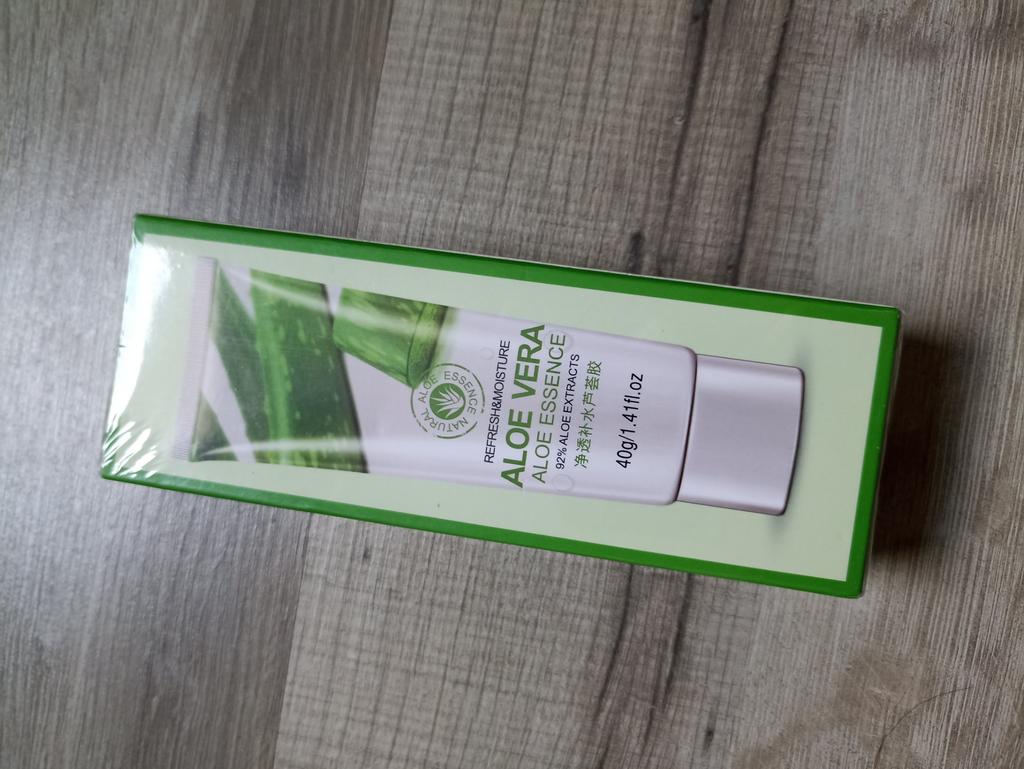 NATURAL ALOE ESSENCE
REFRESH&MOISTURE
ALOE VERA
ALOE ESSENCE
92% ALOE EXTRACTS
净透补水芦荟胶
40g/1.41fl.oz